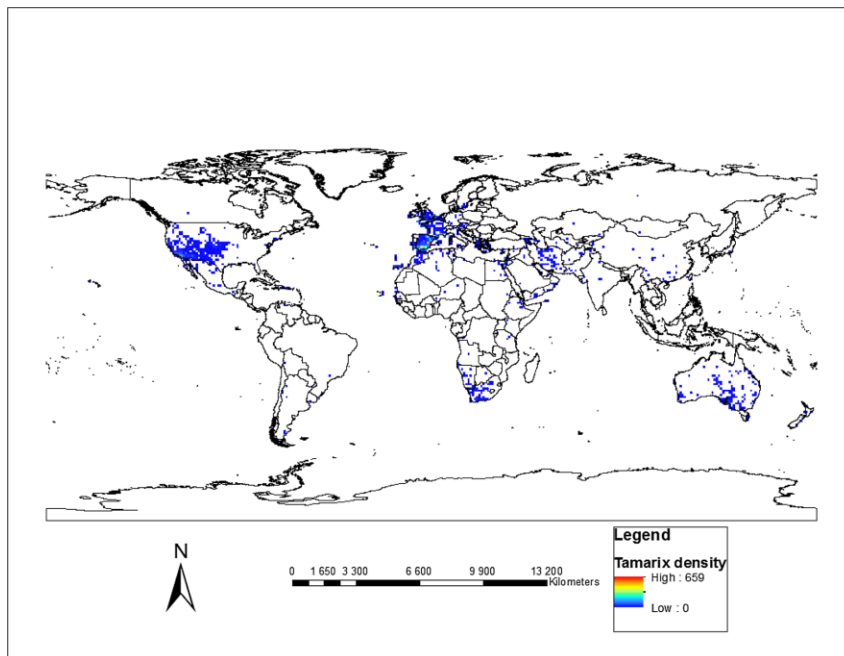 N
0 1 650 3 300 6 600 9 900 13 200
Kilometers
Legend
Tamarix density
High : 659
Low : 0